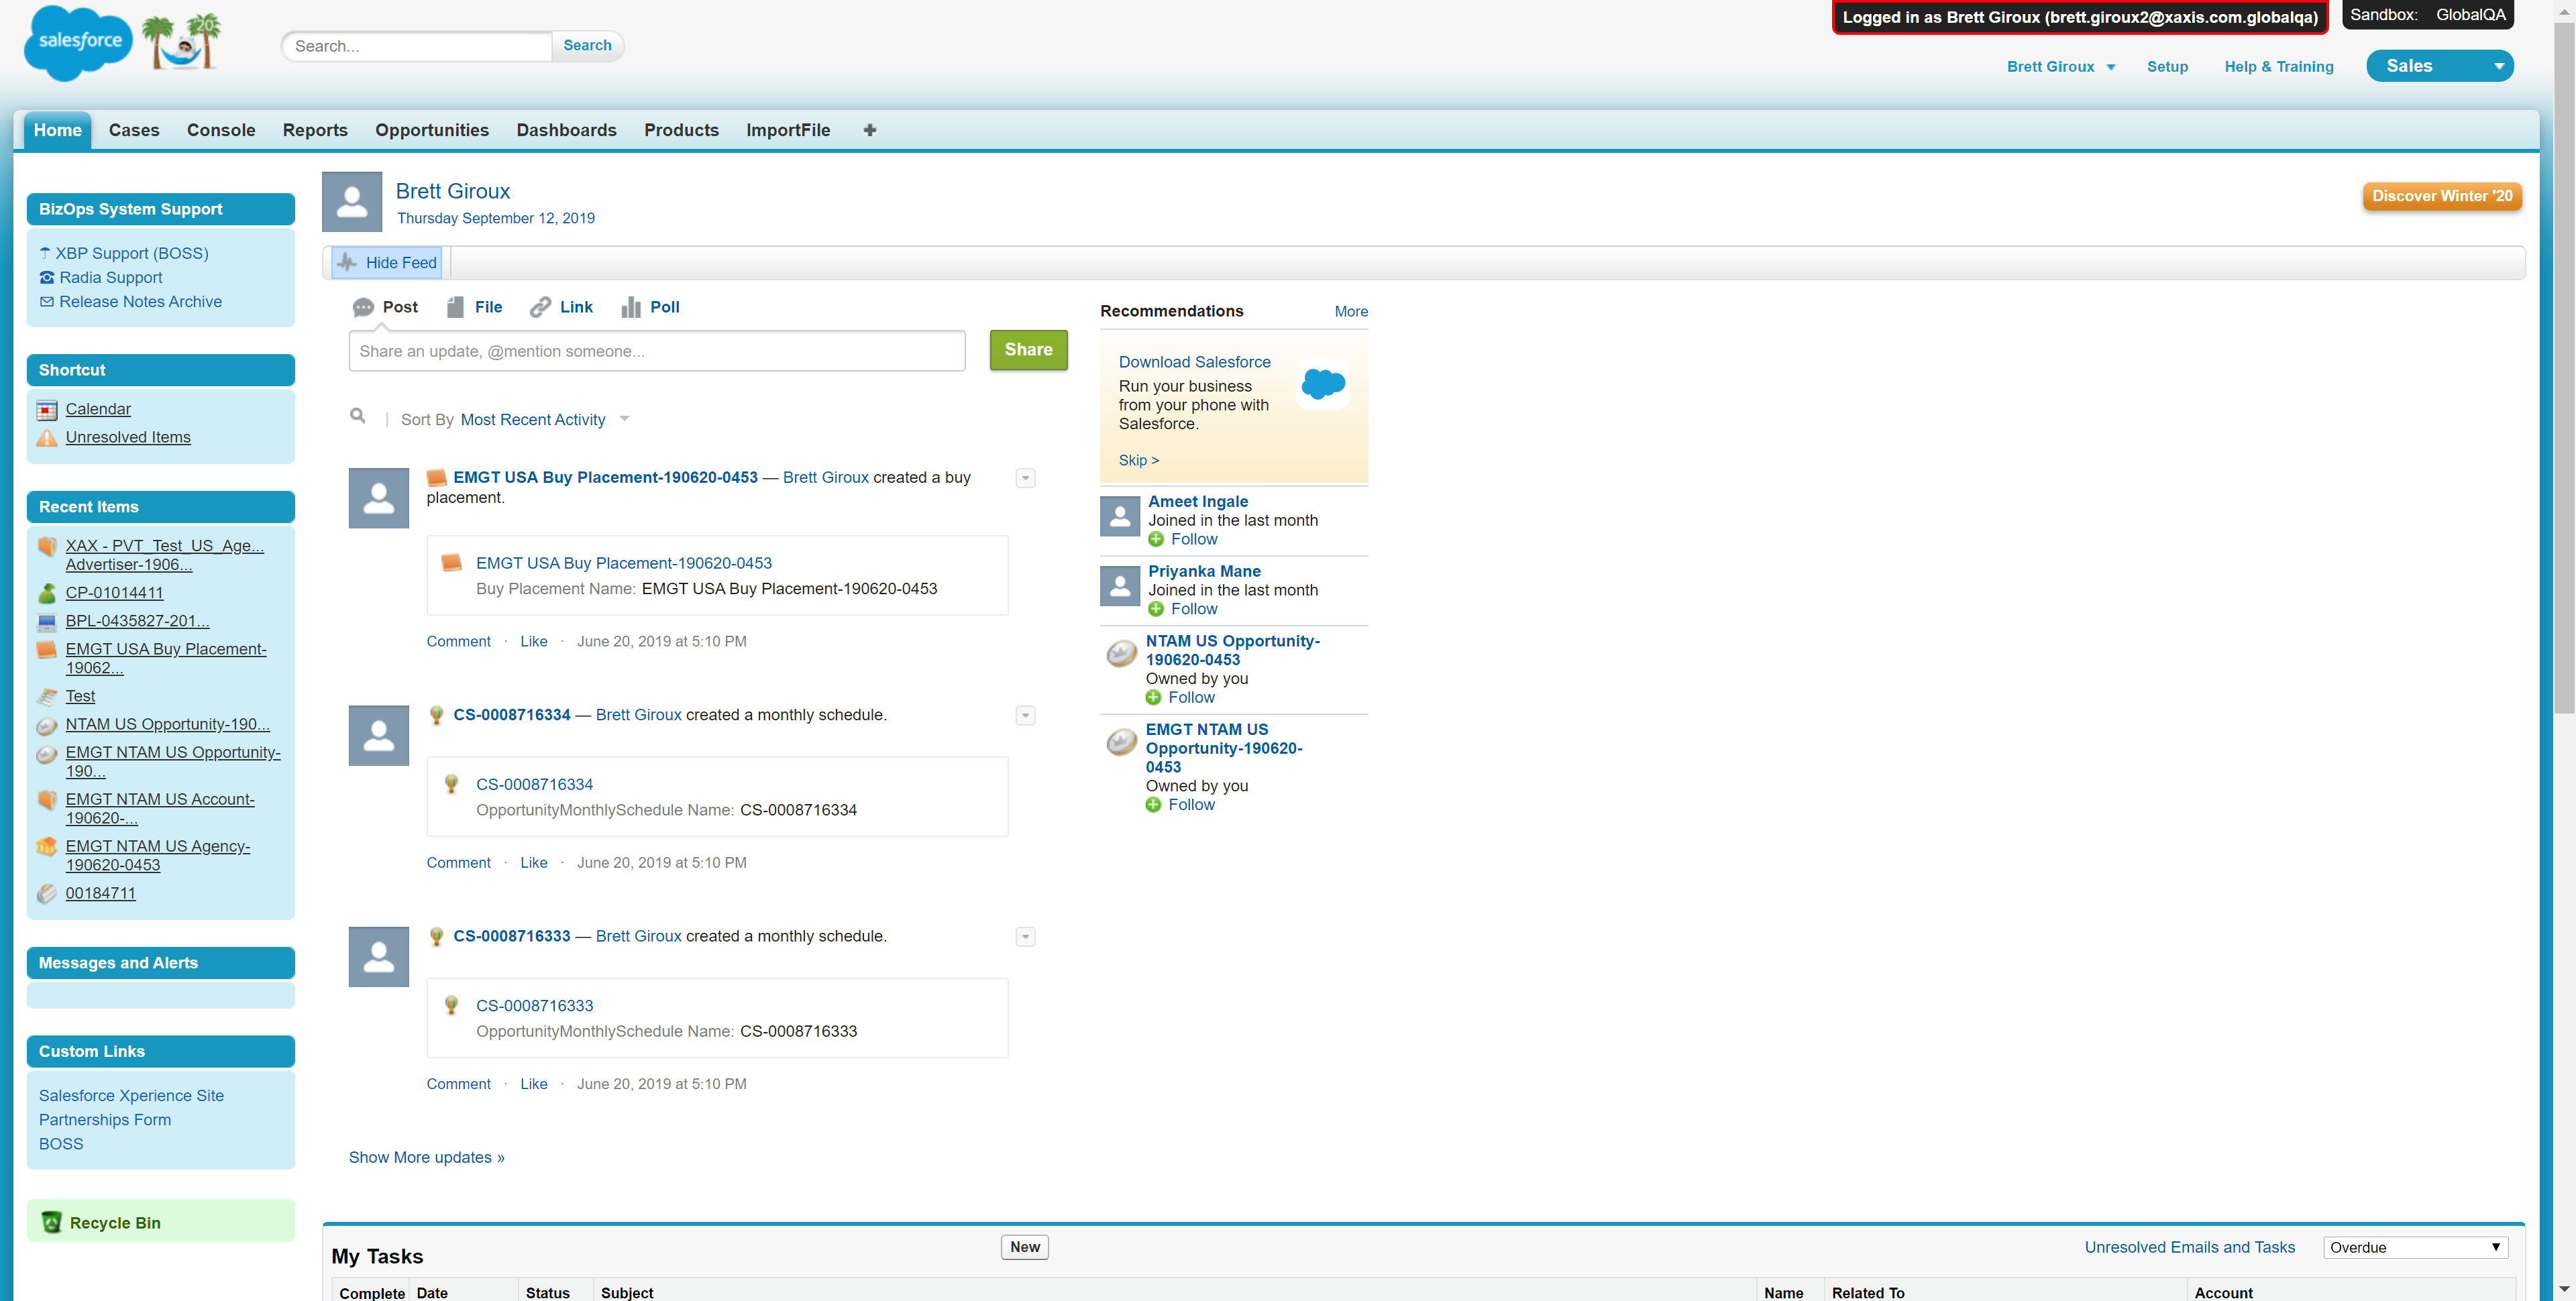 Logged in as Brett Giroux (brett.giroux2@xaxis.com.globalqa)
Sandbox: GlobalQA
salesforce
'20
Search...
Search
Brett Giroux
Setup
Help & Training
Sales
Home
Cases
Console
Reports
Opportunities
Dashboards
Products
ImportFile
BizOps System Support
XBP Support (BOSS)
Radia Support
Release Notes Archive
Shortcut
Calendar
Unresolved Items
Recent Items
XAX - PVT_Test_US_Age...
Advertiser-1906...
CP-01014411
BPL-0435827-201...
EMGT USA Buy Placement-
19062...
Test
NTAM US Opportunity-190...
EMGT NTAM US Opportunity-
190...
EMGT NTAM US Account-
190620-...
EMGT NTAM US Agency-
190620-0453
00184711
Messages and Alerts
Custom Links
Salesforce Xperience Site
Partnerships Form
BOSS
Recycle Bin
Brett Giroux
Thursday September 12, 2019
Discover Winter '20
Hide Feed
Post
File
Link
Poll
Share an update, @mention someone...
Share
Sort By Most Recent Activity
EMGT USA Buy Placement-190620-0453 — Brett Giroux created a buy
placement.
EMGT USA Buy Placement-190620-0453
Buy Placement Name: EMGT USA Buy Placement-190620-0453
Comment · Like · June 20, 2019 at 5:10 PM
CS-0008716334 — Brett Giroux created a monthly schedule.
CS-0008716334
OpportunityMonthlySchedule Name: CS-0008716334
Comment · Like · June 20, 2019 at 5:10 PM
CS-0008716333 — Brett Giroux created a monthly schedule.
CS-0008716333
OpportunityMonthlySchedule Name: CS-0008716333
Comment · Like · June 20, 2019 at 5:10 PM
Show More updates »
Recommendations
More
Download Salesforce
Run your business
from your phone with
Salesforce.
Skip >
Ameet Ingale
Joined in the last month
Follow
Priyanka Mane
Joined in the last month
Follow
NTAM US Opportunity-
190620-0453
Owned by you
Follow
EMGT NTAM US
Opportunity-190620-
0453
Owned by you
Follow
My Tasks
New
Unresolved Emails and Tasks
Overdue
Complete
Date
Status
Subject
Name
Related To
Account